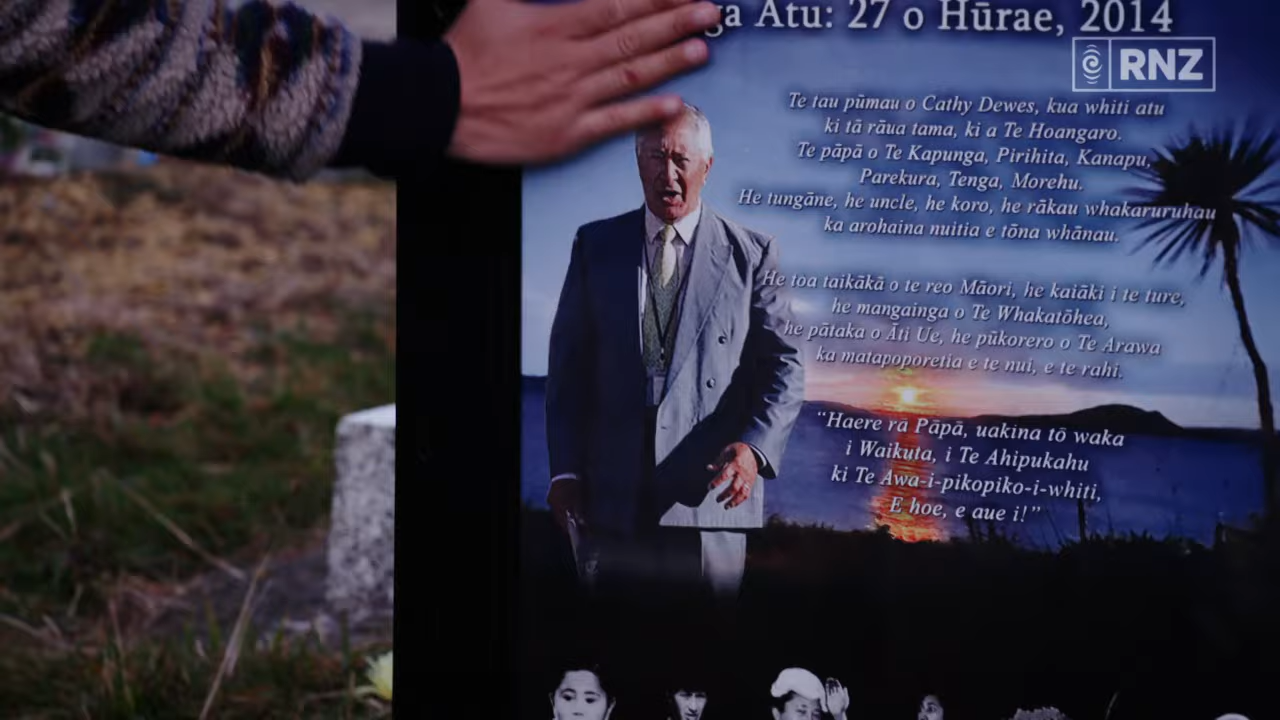 Atu: 27 o Hūrae, 2014
RNZ
Te tau pūmau o Cathy Dewes, kua whiti atu
ki tā rāua tama, ki a Te Hoangaro.
Te pāpā o Te Kapunga, Pirihita, Kanapu,
Parekura, Tenga, Morehu.
He tungāne, he uncle, he koro, he rākau whakaruruhau
ka arohaina nuitia e tōna whānau.
He toa taikākā o te reo Māori, he kaiāki i te ture,
he mangainga o Te Whakatōhea,
he pātaka o Āti Ue, he pūkorero o Te Arawa
ka matapoporetia e te nui, e te rahi.
“Haere rā Pāpā, uakina tō waka
i Waikuta, i Te Ahipukahu
ki Te Awa-i-pikopiko-i-whiti,
E hoe, e aue i!”